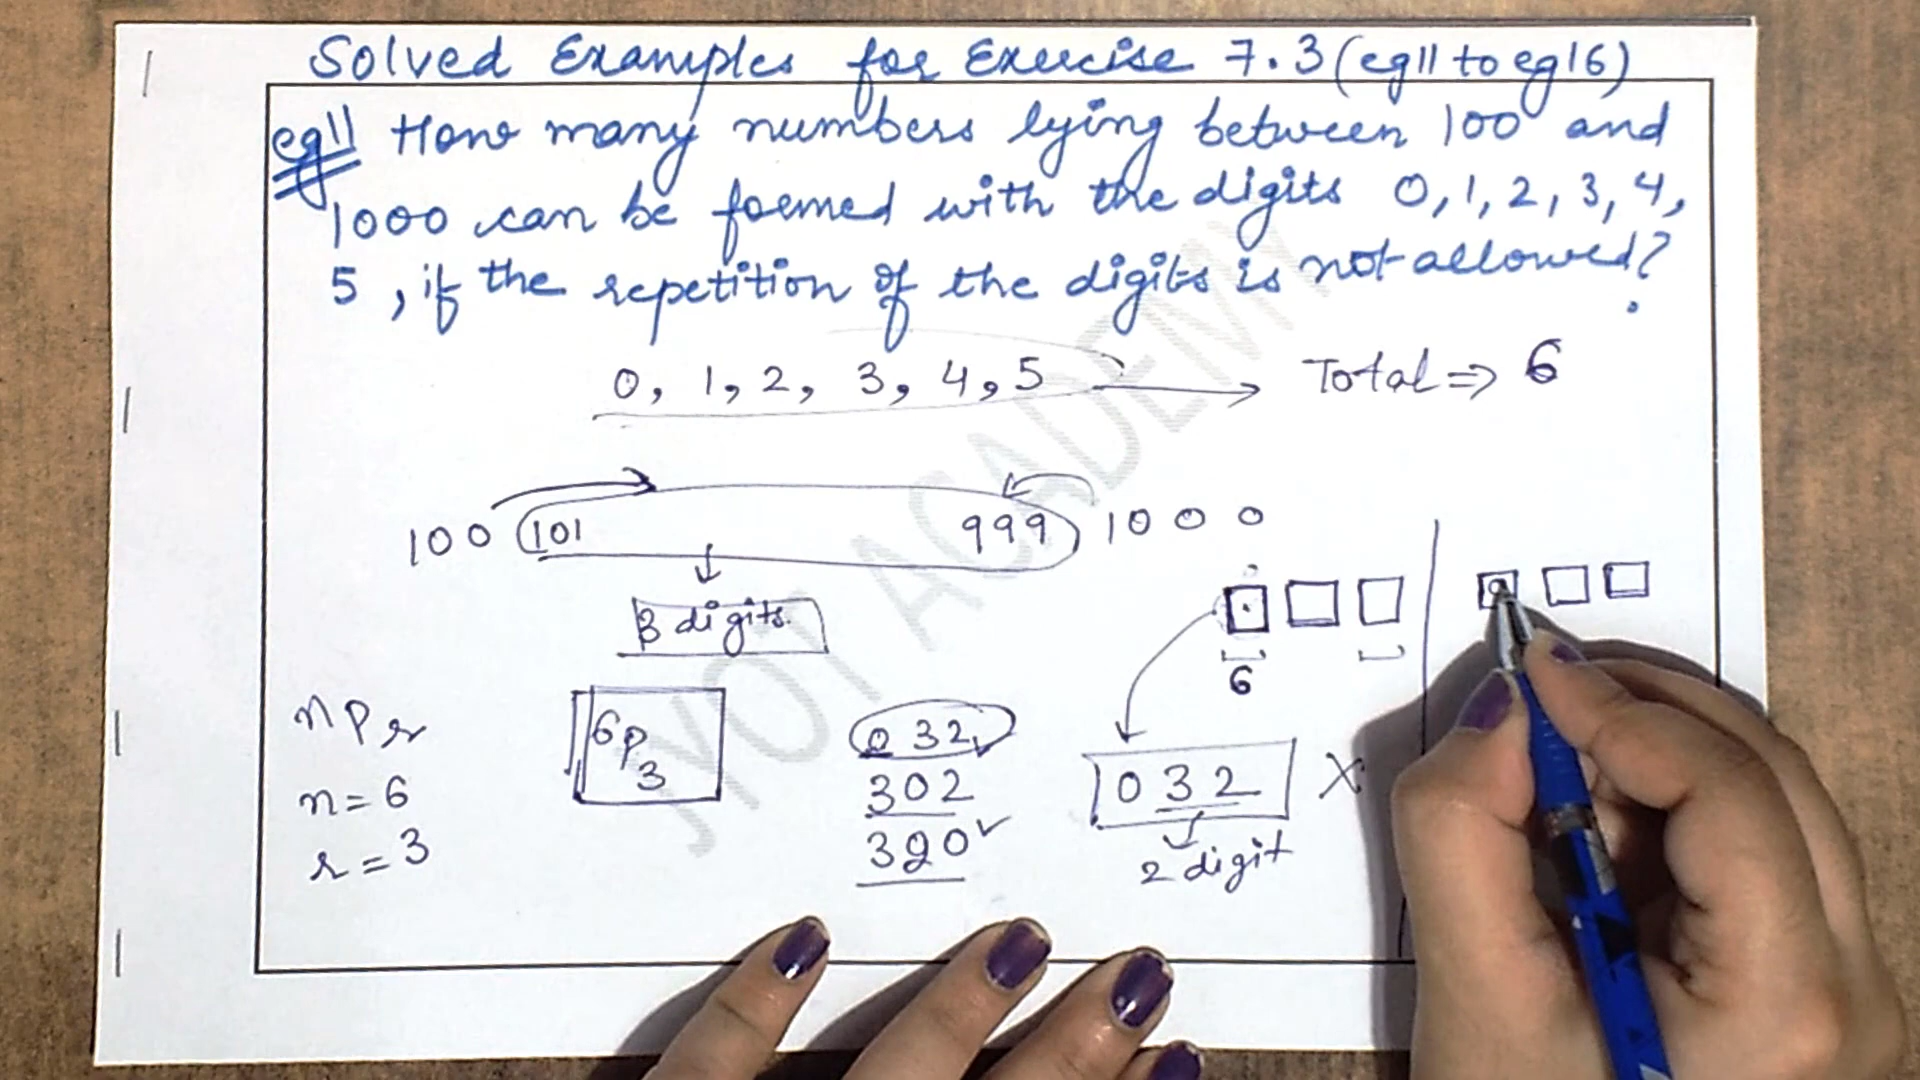 Solved Examples for Exercise 7.3 (eg11 to eg16)
eg11 How many numbers lying between 100 and
1000 can be formed with the digits 0, 1, 2, 3, 4,
5, if the repetition of the digits is not allowed?
0, 1, 2, 3, 4, 5 → Total ⇒ 6
100 101 999 1000
3 digits.
6
nPr
n = 6
r = 3
6P3
032 ✓
302
320 ✓
032 X
2 digit
0
JYOT ACADEMY